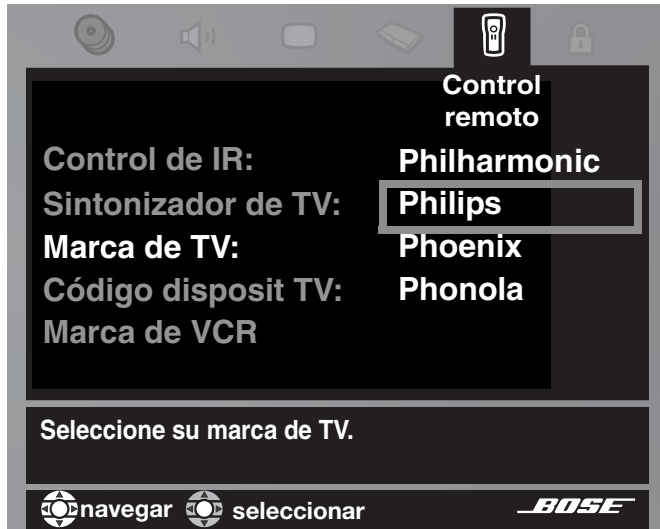 Control
remoto
Control de IR: Philharmonic
Sintonizador de TV: Philips
Marca de TV: Phoenix
Código disposit TV: Phonola
Marca de VCR
Seleccione su marca de TV.
navegar seleccionar BOSE